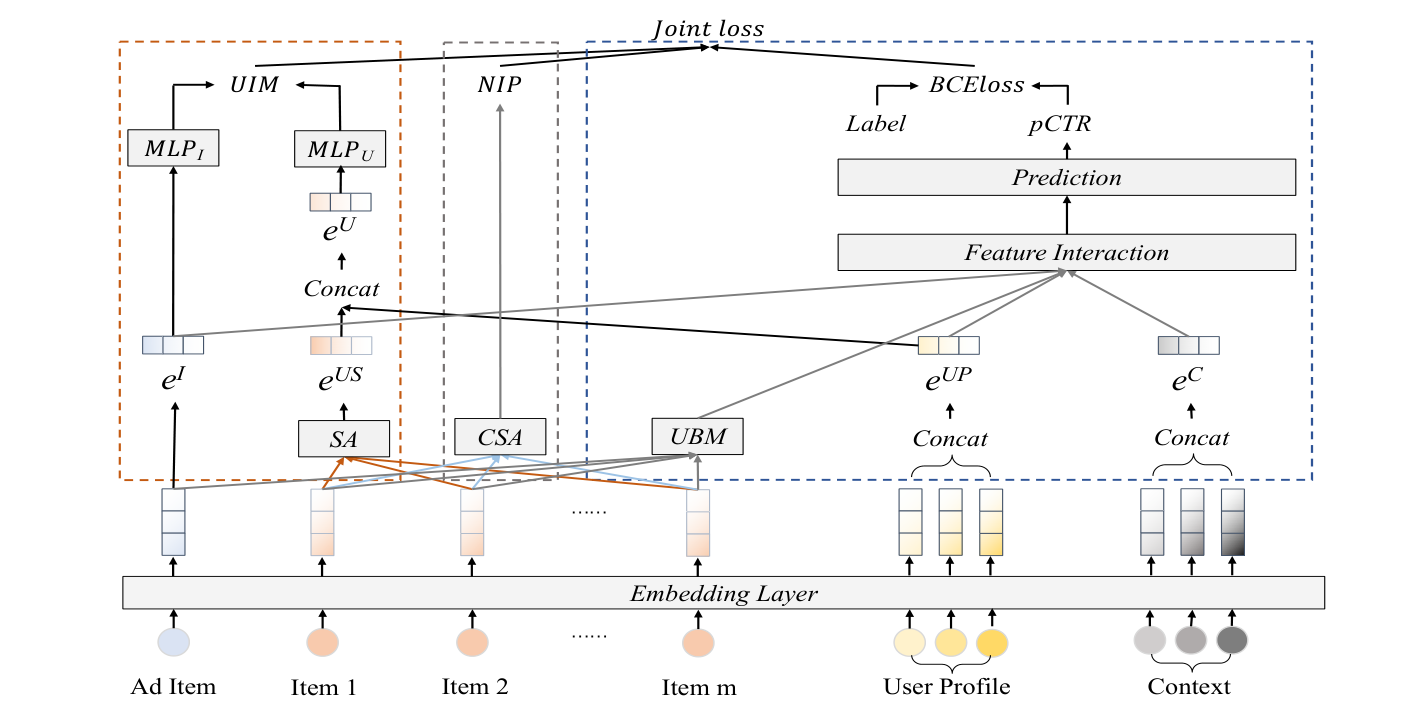 Joint loss
UIM
NIP
BCEloss
Label
pCTR
MLP_I
MLP_U
Prediction
e^U
Feature Interaction
Concat
e^I
e^US
e^UP
e^C
SA
CSA
UBM
Concat
Concat
......
Embedding Layer
......
Ad Item
Item 1
Item 2
Item m
User Profile
Context